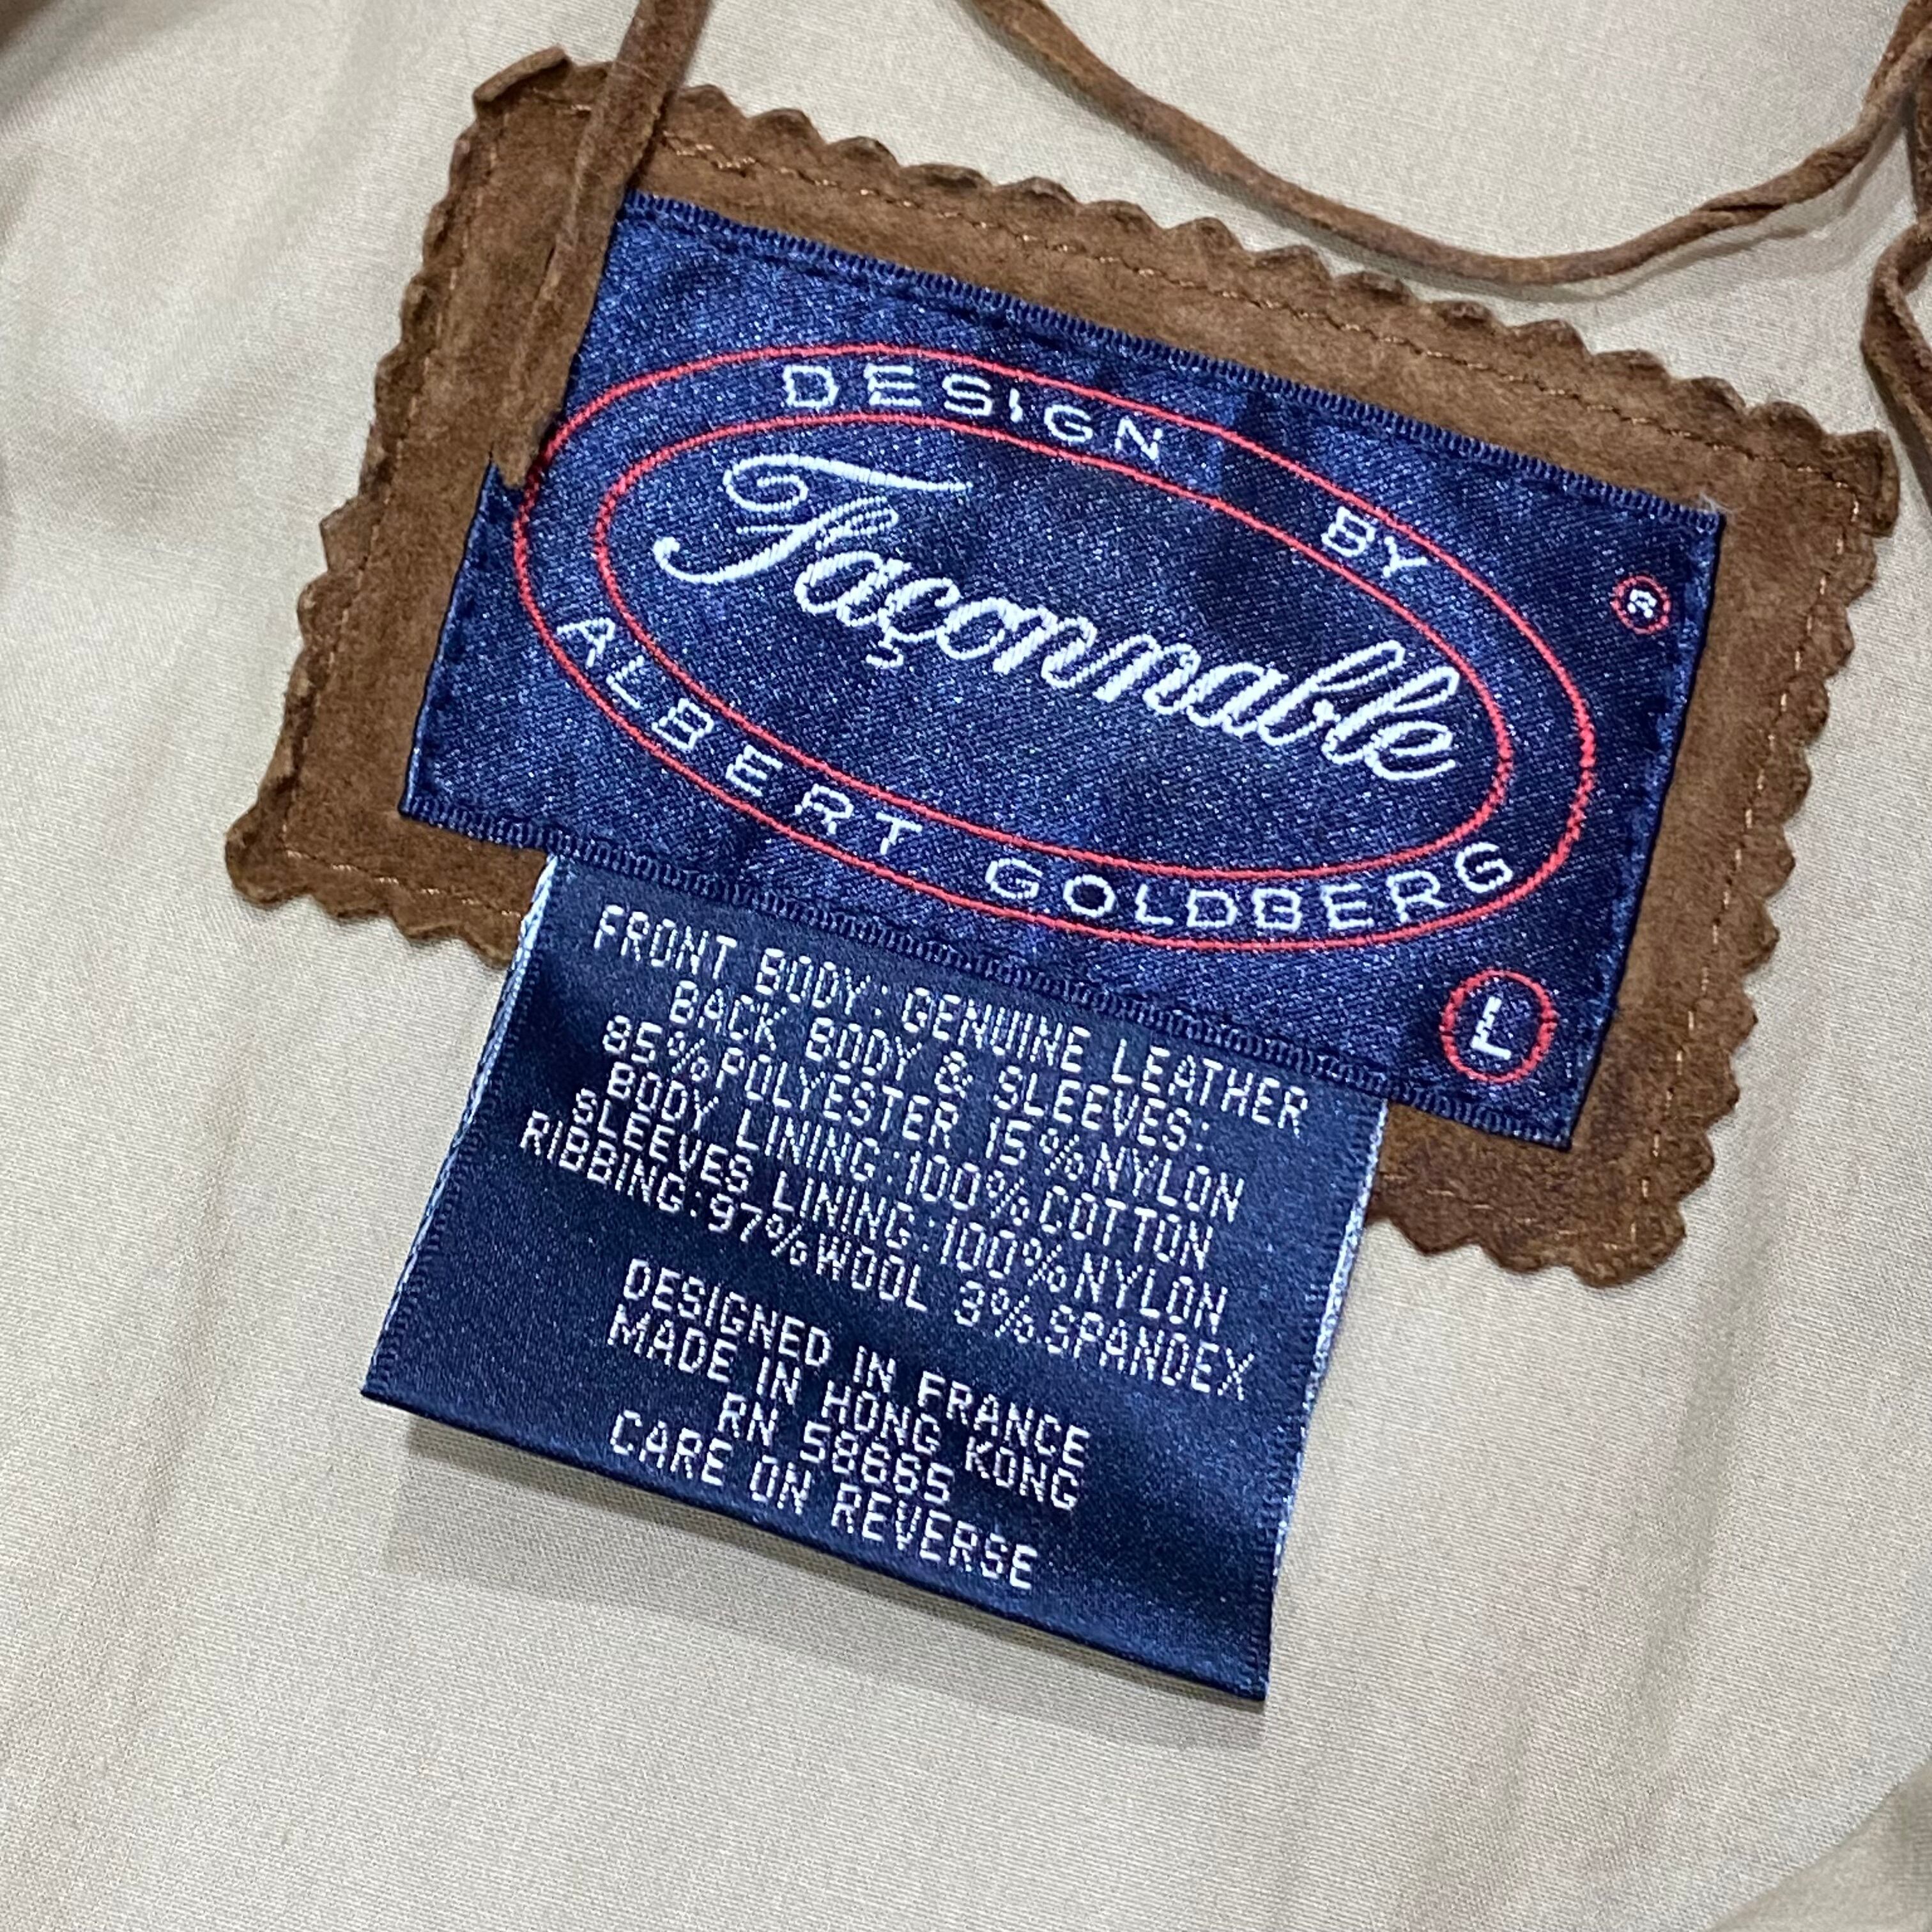 DESIGN BY
Façonnable
®
ALBERT GOLDBERG
L
FRONT BODY: GENUINE LEATHER
BACK BODY & SLEEVES:
85%POLYESTER 15%NYLON
BODY LINING:100%COTTON
SLEEVES LINING:100%NYLON
RIBBING:97%WOOL 3%SPANDEX
DESIGNED IN FRANCE
MADE IN HONG KONG
RN 58665
CARE ON REVERSE